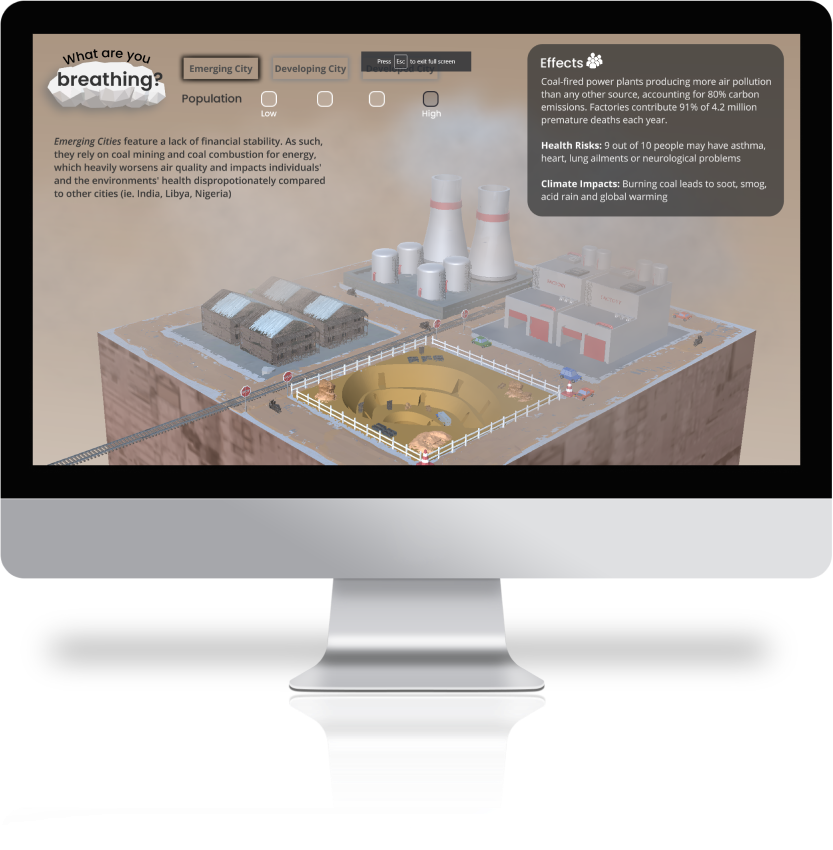 What are you
breathing?
Emerging City
Developing City
Developed City
Press Esc to exit full screen
Population
Low
High
Emerging Cities feature a lack of financial stability. As such,
they rely on coal mining and coal combustion for energy,
which heavily worsens air quality and impacts individuals'
and the environments' health dispropotionately compared
to other cities (ie. India, Libya, Nigeria)
Effects
Coal-fired power plants producing more air pollution
than any other source, accounting for 80% carbon
emissions. Factories contribute 91% of 4.2 million
premature deaths each year.
Health Risks: 9 out of 10 people may have asthma,
heart, lung ailments or neurological problems
Climate Impacts: Burning coal leads to soot, smog,
acid rain and global warming